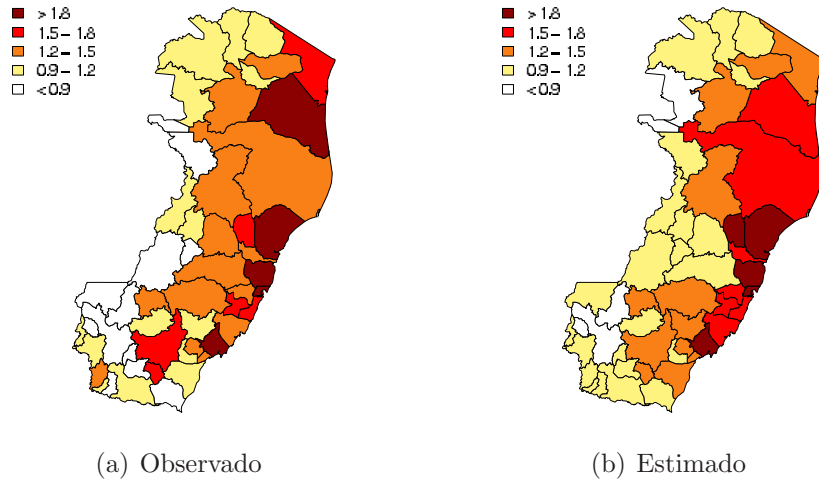 > 1.8
1.5 – 1.8
1.2 – 1.5
0.9 – 1.2
< 0.9
> 1.8
1.5 – 1.8
1.2 – 1.5
0.9 – 1.2
< 0.9
(a) Observado
(b) Estimado